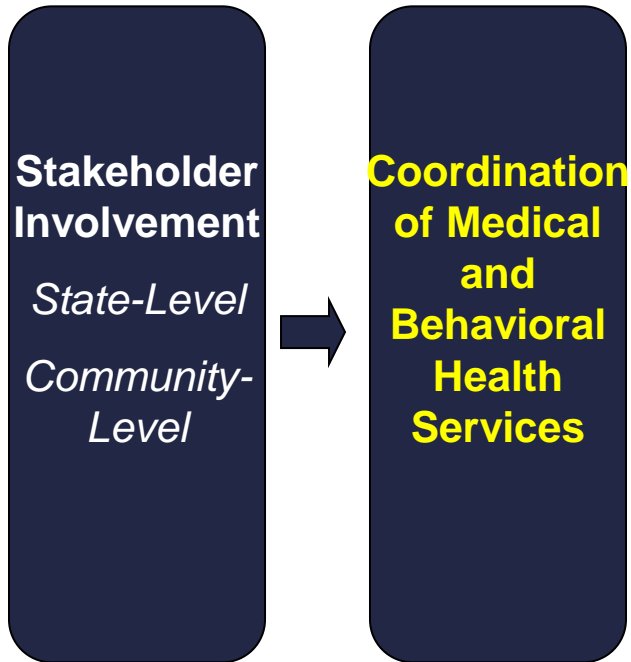 Stakeholder
Involvement
State-Level
Community-
Level
Coordination
of Medical
and
Behavioral
Health
Services